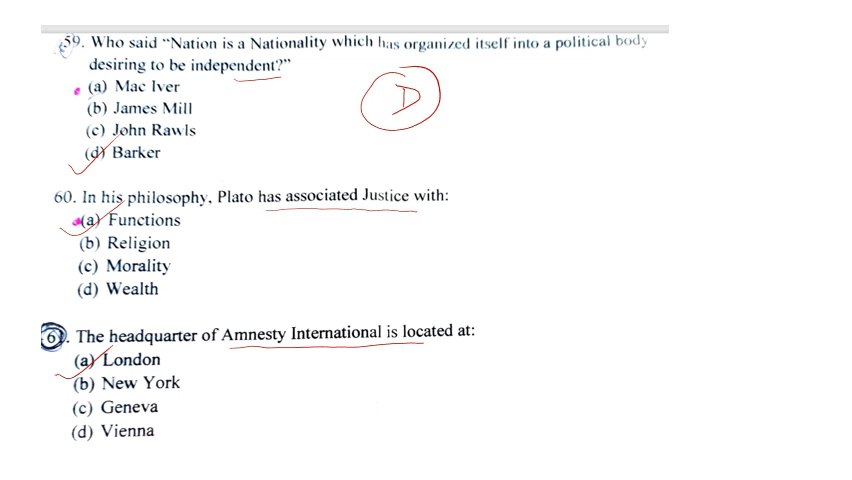 59. Who said "Nation is a Nationality which has organized itself into a political body
desiring to be independent?"
(a) Mac Iver
(b) James Mill
(c) John Rawls
(d) Barker
D
60. In his philosophy, Plato has associated Justice with:
(a) Functions
(b) Religion
(c) Morality
(d) Wealth
61. The headquarter of Amnesty International is located at:
(a) London
(b) New York
(c) Geneva
(d) Vienna